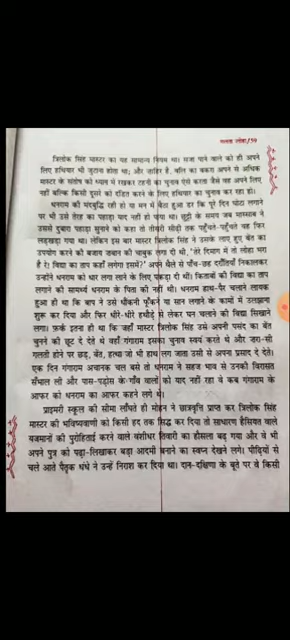 गलता लोहा/59
त्रिलोक सिंह मास्टर का यह सामान्य नियम था। सजा पाने वाले को ही अपने
लिए हथियार भी जुटाना होता था; और जाहिर है, बलि का बकरा अपने से अधिक
मास्टर के संतोष को ध्यान में रखकर टहनी का चुनाव ऐसे करता जैसे वह अपने लिए
नहीं बल्कि किसी दूसरे को दंडित करने के लिए हथियार का चुनाव कर रहा हो।
धनराम की मंदबुद्धि रही हो या मन में बैठा हुआ डर कि पूरे दिन घोटा लगाने
पर भी उसे तेरह का पहाड़ा याद नहीं हो पाया था। छुट्टी के समय जब मास्साब ने
उससे दुबारा पहाड़ा सुनाने को कहा तो तीसरी सीढ़ी तक पहुँचते-पहुँचते वह फिर
लड़खड़ा गया था। लेकिन इस बार मास्टर त्रिलोक सिंह ने उसके लाए हुए बेंत का
उपयोग करने की बजाय ज़बान की चाबुक लगा दी थी, 'तेरे दिमाग में तो लोहा भरा
है रे! विद्या का ताप कहाँ लगेगा इसमें?' अपने थैले से पाँच-छह दराँतियाँ निकालकर
उन्होंने धनराम को धार लगा लाने के लिए पकड़ा दी थीं। किताबों की विद्या का ताप
लगाने की सामर्थ्य धनराम के पिता की नहीं थी। धनराम हाथ-पैर चलाने लायक
हुआ ही था कि बाप ने उसे धौंकनी फूँकने या सान लगाने के कामों में उलझाना
शुरू कर दिया और फिर धीरे-धीरे हथौड़े से लेकर घन चलाने की विद्या सिखाने
लगा। फ़र्क इतना ही था कि जहाँ मास्टर त्रिलोक सिंह उसे अपनी पसंद का बेंत
चुनने की छूट दे देते थे वहाँ गंगाराम इसका चुनाव स्वयं करते थे और जरा-सी
गलती होने पर छड़, बेंत, हत्था जो भी हाथ लग जाता उसी से अपना प्रसाद दे देते।
एक दिन गंगाराम अचानक चल बसे तो धनराम ने सहज भाव से उनकी विरासत
सँभाल ली और पास-पड़ोस के गाँव वालों को याद नहीं रहा वे कब गंगाराम के
आफर को धनराम का आफर कहने लगे थे।
प्राइमरी स्कूल की सीमा लाँघते ही मोहन ने छात्रवृत्ति प्राप्त कर त्रिलोक सिंह
मास्टर की भविष्यवाणी को किसी हद तक सिद्ध कर दिया तो साधारण हैसियत वाले
यजमानों की पुरोहिताई करने वाले वंशीधर तिवारी का हौसला बढ़ गया और वे भी
अपने पुत्र को पढ़ा-लिखाकर बड़ा आदमी बनाने का स्वप्न देखने लगे। पीढ़ियों से
चले आते पैतृक धंधे ने उन्हें निराश कर दिया था। दान-दक्षिणा के बूते पर वे किसी